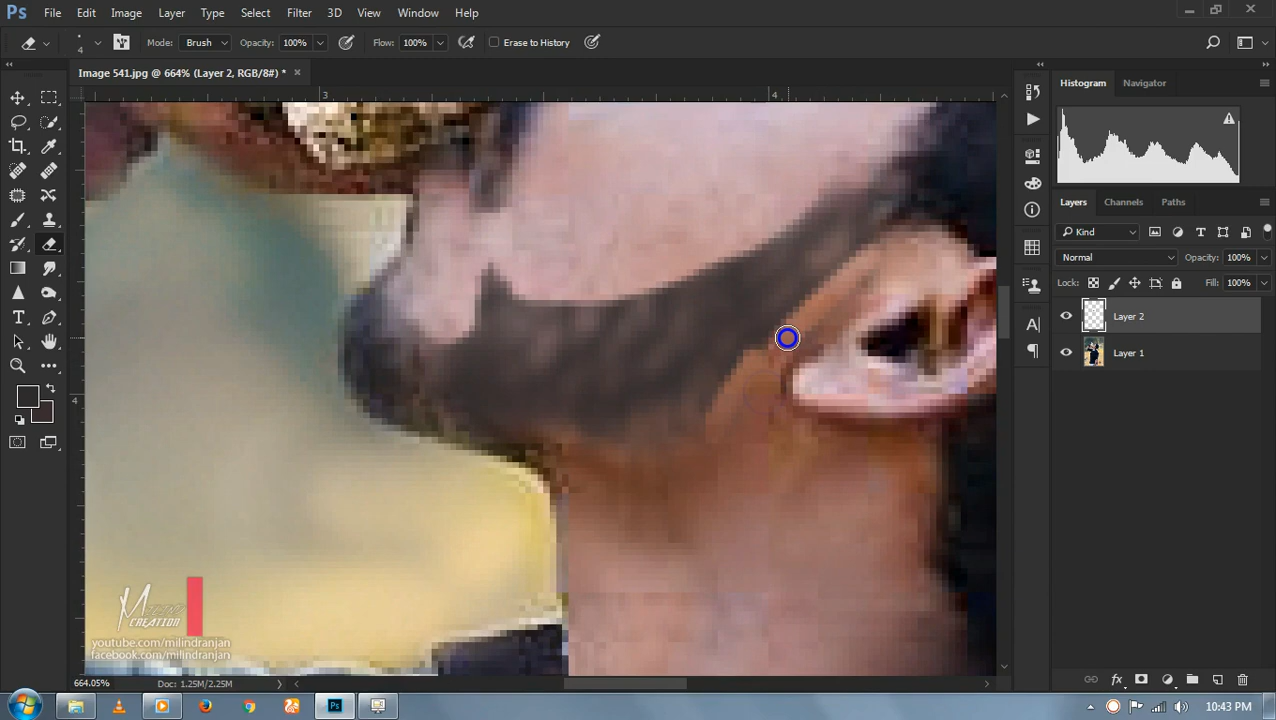 Ps File Edit Image Layer Type Select Filter 3D View Window Help
4 Mode: Brush Opacity: 100% Flow: 100% Erase to History
Image 541.jpg @ 664% (Layer 2, RGB/8#) * ×
3 4
4
Histogram Navigator
Layers Channels Paths
Kind
Normal Opacity: 100%
Lock: Fill: 100%
Layer 2
Layer 1
CREATION
youtube.com/milindranjan
facebook.com/milindranjan
664.05% Doc: 1.25M/2.25M
Ps 10:43 PM